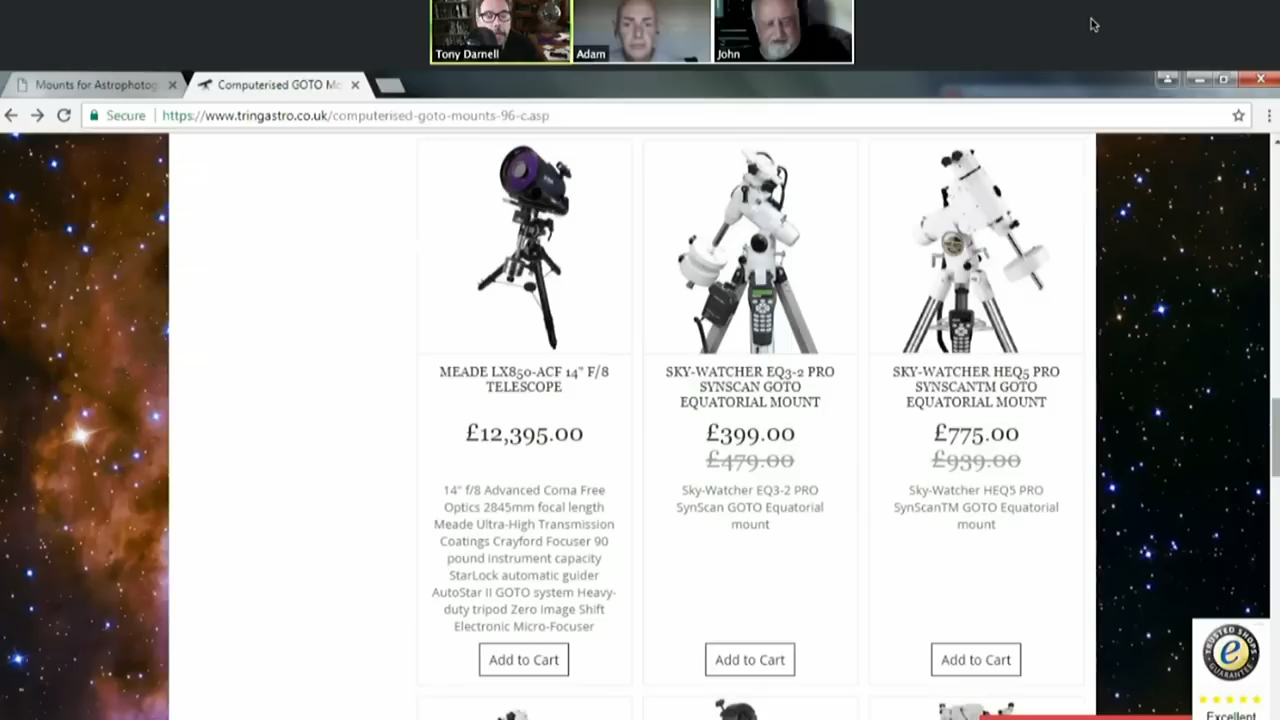 Tony Darnell
Adam
John
Mounts for Astrophotog
Computerised GOTO Mo
Secure
https://www.tringastro.co.uk/computerised-goto-mounts-96-c.asp
MEADE LX850-ACF 14" F/8
TELESCOPE
£12,395.00
14" f/8 Advanced Coma Free
Optics 2845mm focal length
Meade Ultra-High Transmission
Coatings Crayford Focuser 90
pound instrument capacity
StarLock automatic guider
AutoStar II GOTO system Heavy-
duty tripod Zero Image Shift
Electronic Micro-Focuser
Add to Cart
SKY-WATCHER EQ3-2 PRO
SYNSCAN GOTO
EQUATORIAL MOUNT
£399.00
£479.00
Sky-Watcher EQ3-2 PRO
SynScan GOTO Equatorial
mount
Add to Cart
SKY-WATCHER HEQ5 PRO
SYNSCANTM GOTO
EQUATORIAL MOUNT
£775.00
£939.00
Sky-Watcher HEQ5 PRO
SynScanTM GOTO Equatorial
mount
Add to Cart
TRUSTED SHOPS
e
GUARANTEE
Excellent